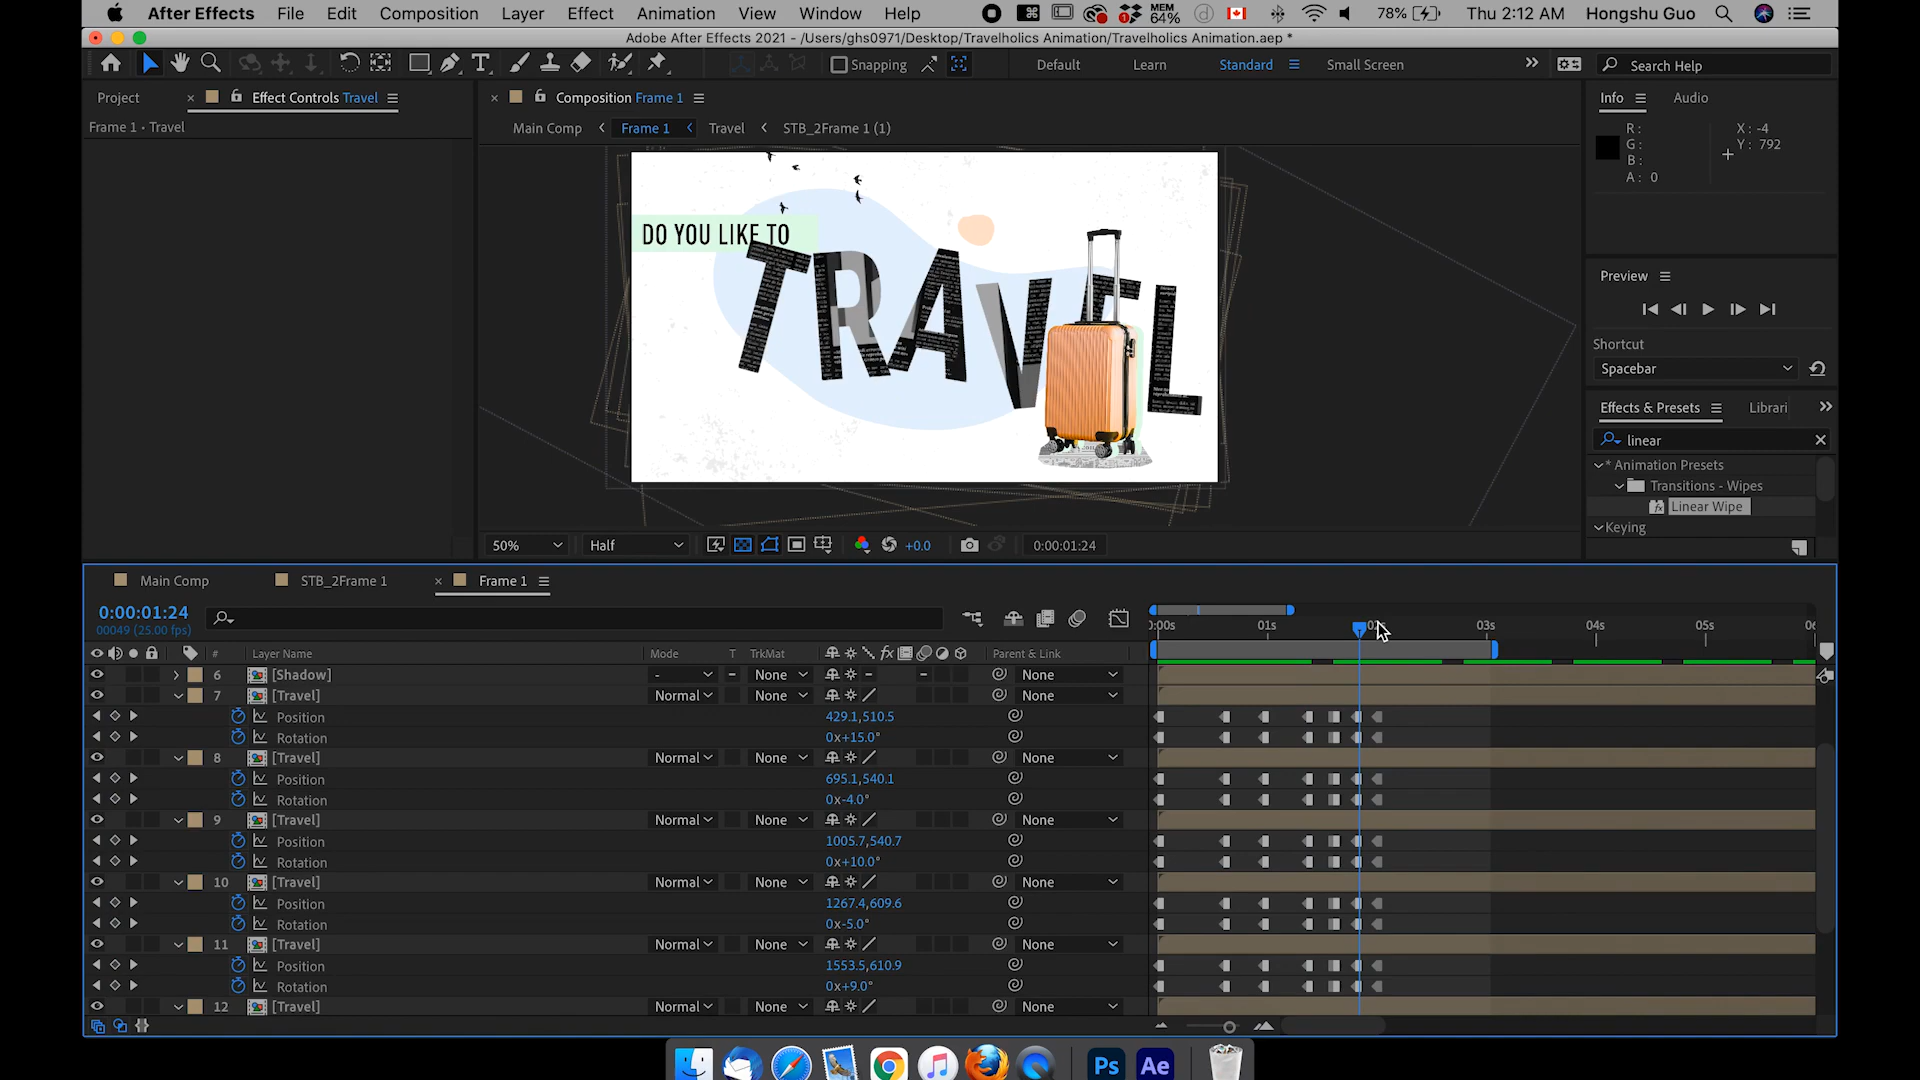 After Effects File Edit Composition Layer Effect Animation View Window Help MEM 64% 78% Thu 2:12 AM Hongshu Guo
Adobe After Effects 2021 - /Users/ghs0971/Desktop/Travelholics Animation/Travelholics Animation.aep *
Snapping Default Learn Standard Small Screen Search Help
Project Effect Controls Travel Composition Frame 1 Info Audio
Frame 1 • Travel Main Comp Frame 1 Travel STB_2Frame 1 (1)
R: X: -4
G: Y: 792
B:
A: 0
DO YOU LIKE TO
TRAVEL
Preview
Shortcut
Spacebar
Effects & Presets Librari
linear
* Animation Presets
Transitions - Wipes
Linear Wipe
Keying
50% Half +0.0 0:00:01:24
Main Comp STB_2Frame 1 Frame 1
0:00:01:24
00049 (25.00 fps)
:00s 01s 02s 03s 04s 05s
# Layer Name Mode T TrkMat Parent & Link
6 [Shadow] - None None
7 [Travel] Normal None None
Position 429.1,510.5
Rotation 0x+15.0°
8 [Travel] Normal None None
Position 695.1,540.1
Rotation 0x-4.0°
9 [Travel] Normal None None
Position 1005.7,540.7
Rotation 0x+10.0°
10 [Travel] Normal None None
Position 1267.4,609.6
Rotation 0x-5.0°
11 [Travel] Normal None None
Position 1553.5,610.9
Rotation 0x+9.0°
12 [Travel] Normal None None
Ps Ae